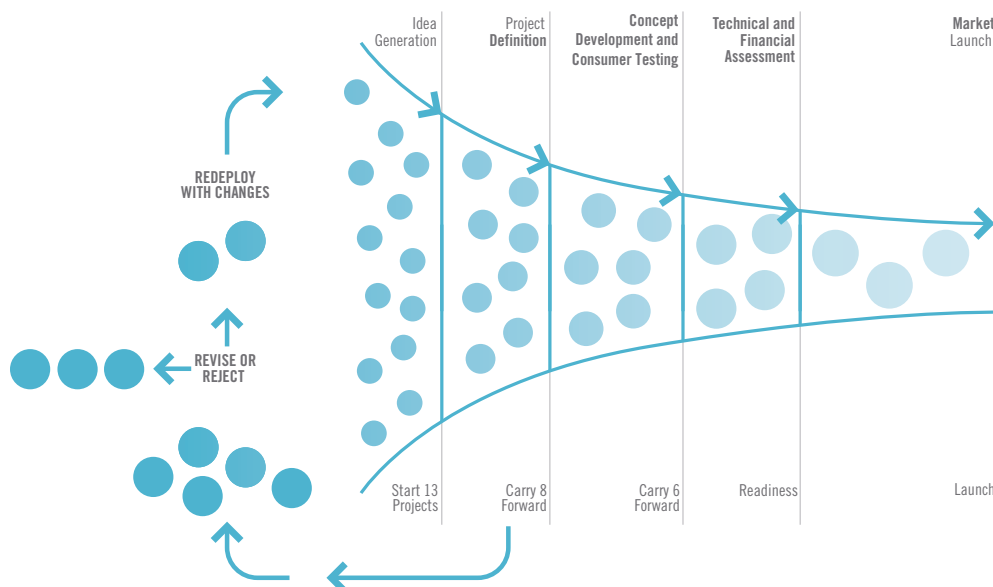 Idea
Generation
Project
Definition
Concept
Development and
Consumer Testing
Technical and
Financial
Assessment
Market
Launch
REDEPLOY
WITH CHANGES
REVISE OR
REJECT
Start 13
Projects
Carry 8
Forward
Carry 6
Forward
Readiness
Launch